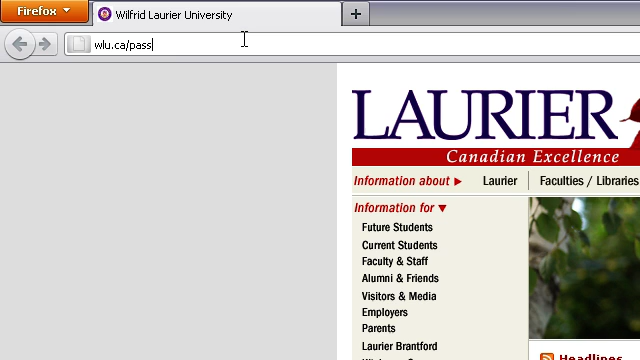 Firefox
Wilfrid Laurier University
wlu.ca/pass
LAURIER
Canadian Excellence
Information about
Laurier
Faculties / Libraries
Information for
Future Students
Current Students
Faculty & Staff
Alumni & Friends
Visitors & Media
Employers
Parents
Laurier Brantford
Headlines